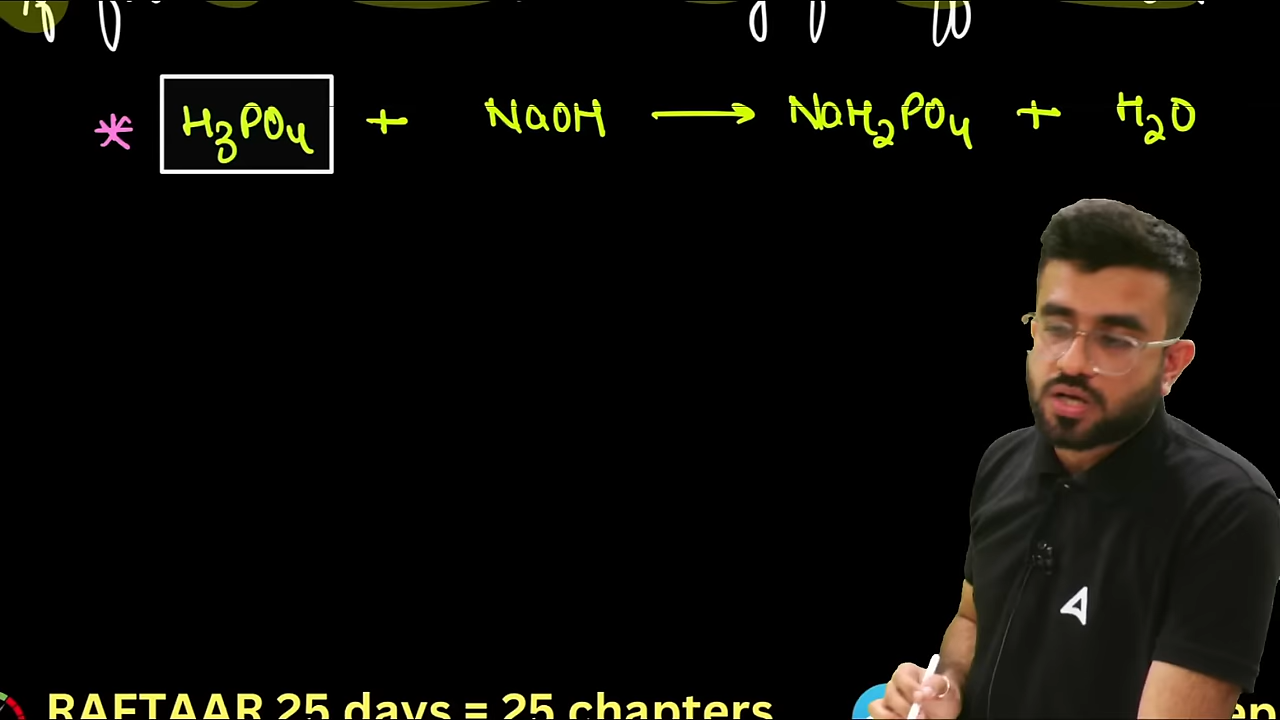 * H₃PO₄ + NaOH ⟶ NaH₂PO₄ + H₂O
RAFTAAR 25 days = 25 chapters